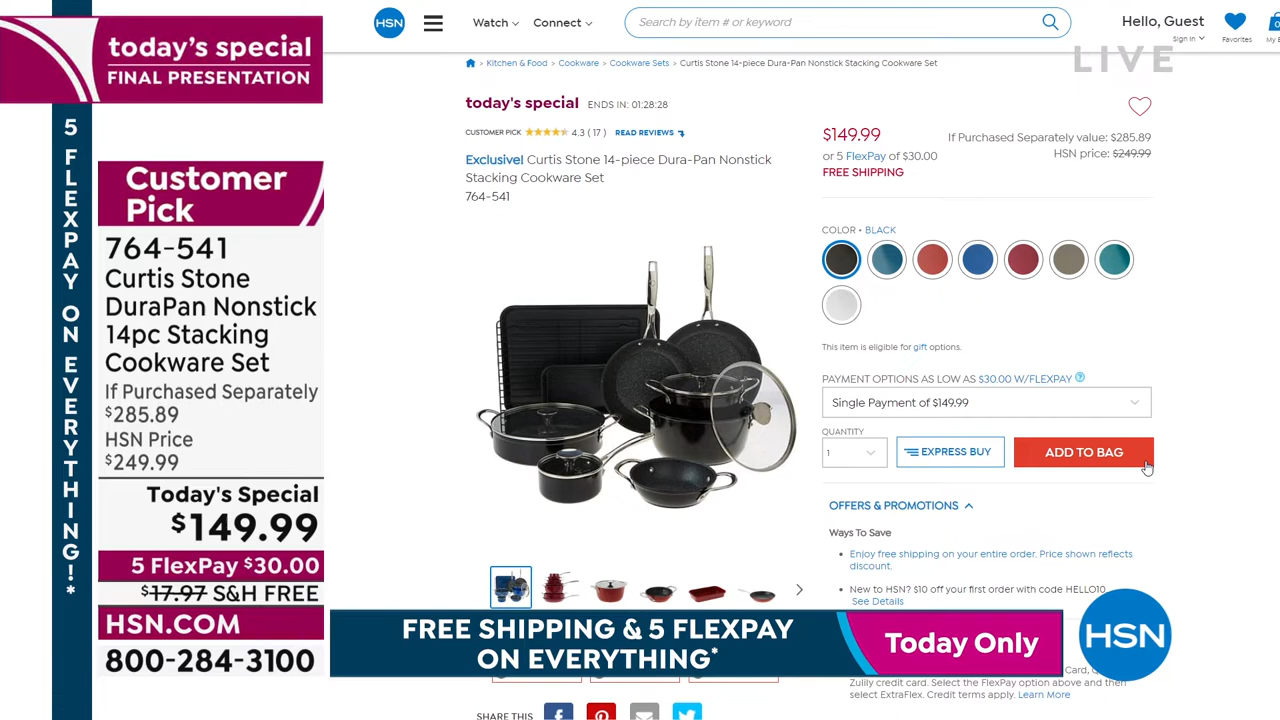 today's special
FINAL PRESENTATION
5 FLEXPAY ON EVERYTHING!*
Customer
Pick
764-541
Curtis Stone
DuraPan Nonstick
14pc Stacking
Cookware Set
If Purchased Separately
$285.89
HSN Price
$249.99
Today's Special
$149.99
5 FlexPay $30.00
$17.97 S&H FREE
HSN.COM
800-284-3100
HSN
Watch
Connect
Search by item # or keyword
Hello, Guest
Sign In
Favorites
LIVE
> Kitchen & Food > Cookware > Cookware Sets > Curtis Stone 14-piece Dura-Pan Nonstick Stacking Cookware Set
today's special ENDS IN: 01:28:28
CUSTOMER PICK 4.3 ( 17 ) READ REVIEWS
Exclusive! Curtis Stone 14-piece Dura-Pan Nonstick
Stacking Cookware Set
764-541
$149.99
or 5 FlexPay of $30.00
FREE SHIPPING
If Purchased Separately value: $285.89
HSN price: $249.99
COLOR • BLACK
This item is eligible for gift options.
PAYMENT OPTIONS AS LOW AS $30.00 W/FLEXPAY ?
Single Payment of $149.99
QUANTITY
1
EXPRESS BUY
ADD TO BAG
OFFERS & PROMOTIONS
Ways To Save
• Enjoy free shipping on your entire order. Price shown reflects
discount.
• New to HSN? $10 off your first order with code HELLO10.
See Details
FREE SHIPPING & 5 FLEXPAY
ON EVERYTHING*
Today Only
HSN
Zulily credit card. Select the FlexPay option above and then
select ExtraFlex. Credit terms apply. Learn More
SHARE THIS